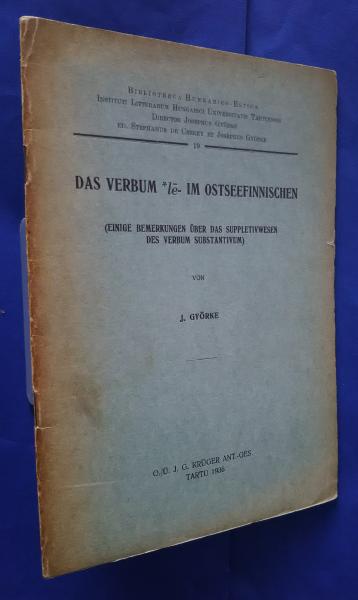 BIBLIOTHECA HUNGARICO-ESTICA
INSTITUTI LITTERARUM HUNGARICI UNIVERSITATIS TARTUENSIS
DIRECTOR JOSEPHUS GYÖRKE
ED. STEPHANUS DE CSEKEY ET JOSEPHUS GYÖRKE
19
DAS VERBUM *lē- IM OSTSEEFINNISCHEN
(EINIGE BEMERKUNGEN ÜBER DAS SUPPLETIVWESEN
DES VERBUM SUBSTANTIVUM)
VON
J. GYÖRKE
O./Ü. J. G. KRÜGER ANT.-GES
TARTU 1936